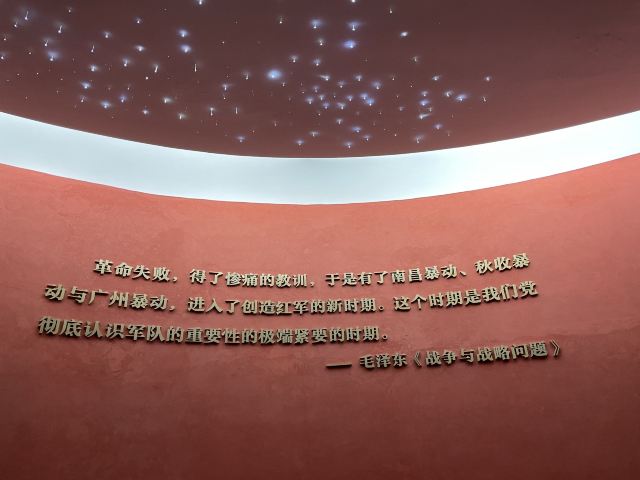 革命失败，得了惨痛的教训，于是有了南昌暴动、秋收暴
动与广州暴动，进入了创造红军的新时期。这个时期是我们党
彻底认识军队的重要性的极端紧要的时期。
—— 毛泽东《战争与战略问题》